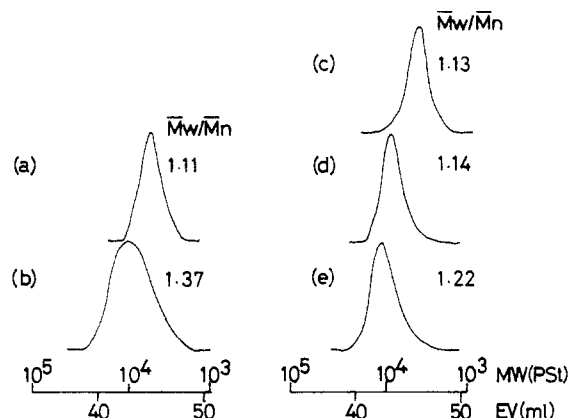 M̅w/M̅n
(a) 1·11
(b) 1·37
M̅w/M̅n
(c) 1·13
(d) 1·14
(e) 1·22
10⁵ 10⁴ 10³ 10⁵ 10⁴ 10³ MW(PSt)
40 50 40 50 EV(ml)